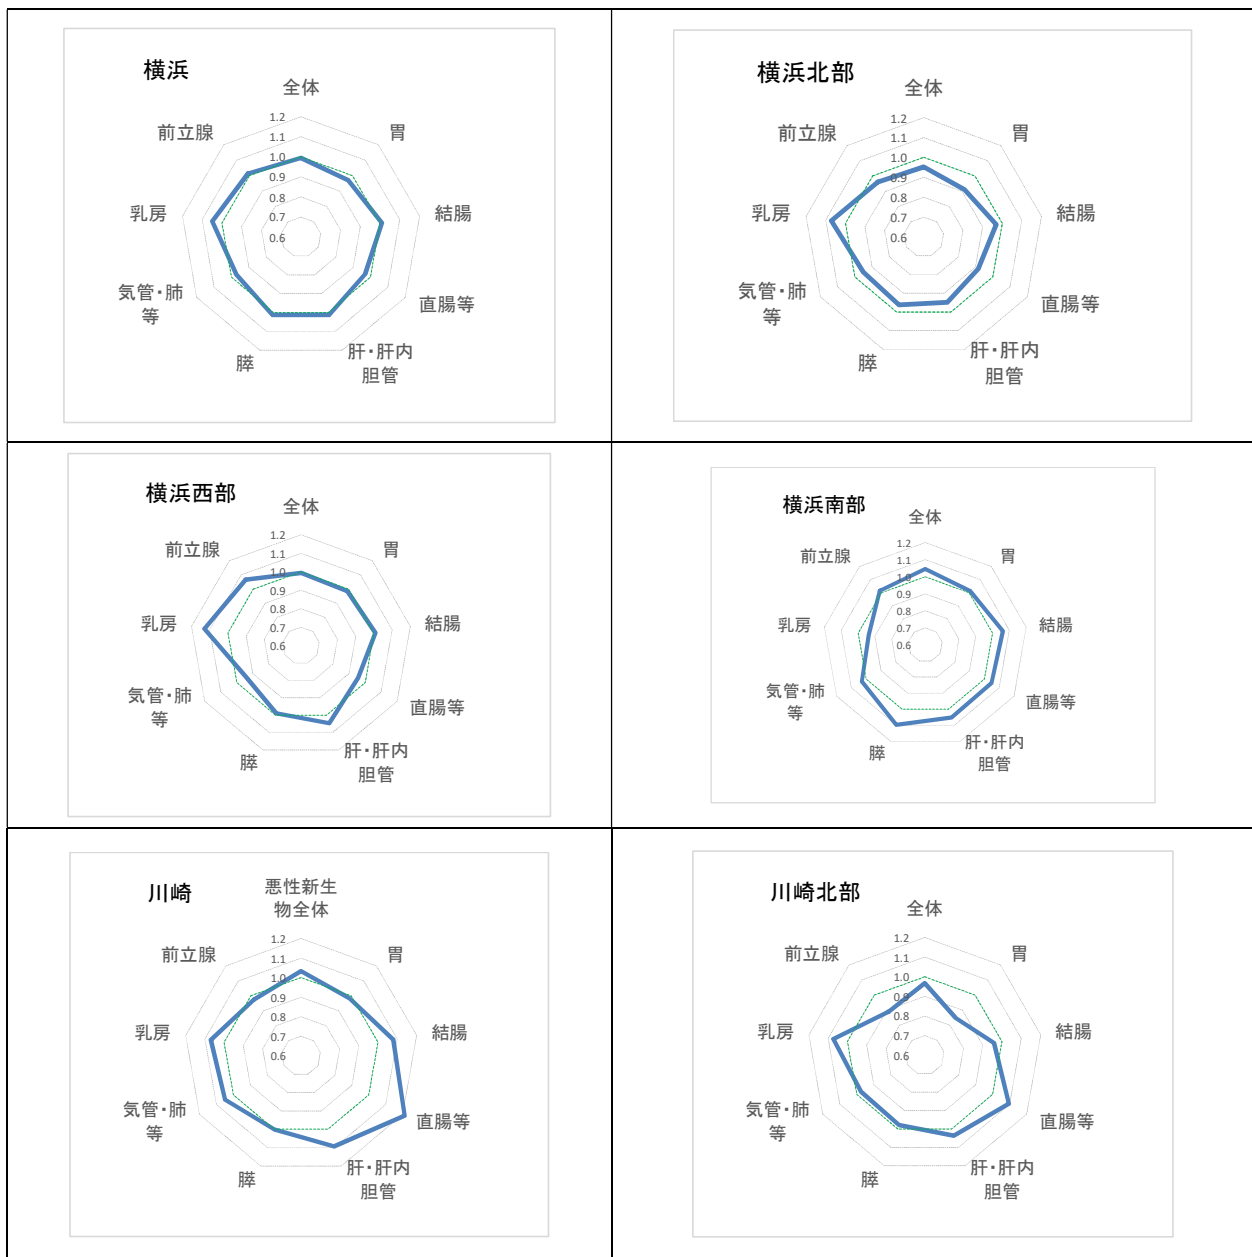 横浜
全体
1.2
1.1
1.0
0.9
0.8
0.7
0.6
胃
結腸
直腸等
肝・肝内
胆管
膵
気管・肺
等
乳房
前立腺
横浜北部
全体
1.2
1.1
1.0
0.9
0.8
0.7
0.6
胃
結腸
直腸等
肝・肝内
胆管
膵
気管・肺
等
乳房
前立腺
横浜西部
全体
1.2
1.1
1.0
0.9
0.8
0.7
0.6
胃
結腸
直腸等
肝・肝内
胆管
膵
気管・肺
等
乳房
前立腺
横浜南部
全体
1.2
1.1
1.0
0.9
0.8
0.7
0.6
胃
結腸
直腸等
肝・肝内
胆管
膵
気管・肺
等
乳房
前立腺
川崎
悪性新生
物全体
1.2
1.1
1.0
0.9
0.8
0.7
0.6
胃
結腸
直腸等
肝・肝内
胆管
膵
気管・肺
等
乳房
前立腺
川崎北部
全体
1.2
1.1
1.0
0.9
0.8
0.7
0.6
胃
結腸
直腸等
肝・肝内
胆管
膵
気管・肺
等
乳房
前立腺